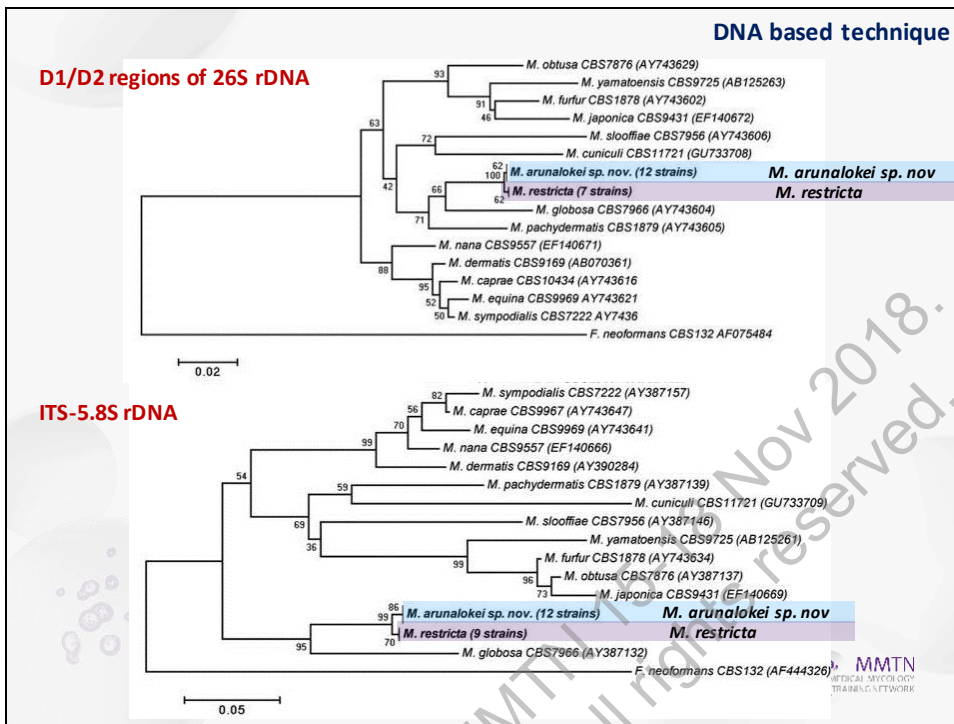 DNA based technique
D1/D2 regions of 26S rDNA
M. obtusa CBS7876 (AY743629)
93
M. yamatoensis CBS9725 (AB125263)
91
M. furfur CBS1878 (AY743602)
46
M. japonica CBS9431 (EF140672)
63
M. slooffiae CBS7956 (AY743606)
72
M. cuniculi CBS11721 (GU733708)
42
62
M. arunalokei sp. nov. (12 strains) M. arunalokei sp. nov
100
M. restricta (7 strains) M. restricta
62
66
M. globosa CBS7966 (AY743604)
71
M. pachydermatis CBS1879 (AY743605)
M. nana CBS9557 (EF140671)
88
M. dermatis CBS9169 (AB070361)
95
M. caprae CBS10434 (AY743616
52
M. equina CBS9969 AY743621
50
M. sympodialis CBS7222 AY7436
F. neoformans CBS132 AF075484
0.02
ITS-5.8S rDNA
M. sympodialis CBS7222 (AY387157)
82
M. caprae CBS9967 (AY743647)
56
M. equina CBS9969 (AY743641)
70
M. nana CBS9557 (EF140666)
99
M. dermatis CBS9169 (AY390284)
54
M. pachydermatis CBS1879 (AY387139)
59
M. cuniculi CBS11721 (GU733709)
69
M. slooffiae CBS7956 (AY387146)
36
M. yamatoensis CBS9725 (AB125261)
99
M. furfur CBS1878 (AY743634)
96
M. obtusa CBS7876 (AY387137)
73
M. japonica CBS9431 (EF140669)
86
M. arunalokei sp. nov. (12 strains) M. arunalokei sp. nov
99
M. restricta (9 strains) M. restricta
70
95
M. globosa CBS7966 (AY387132)
F. neoformans CBS132 (AF444326)
0.05
MMTN 15-18 Nov 2018.
all rights reserved.
MMTN
MEDICAL MYCOLOGY
TRAINING NETWORK